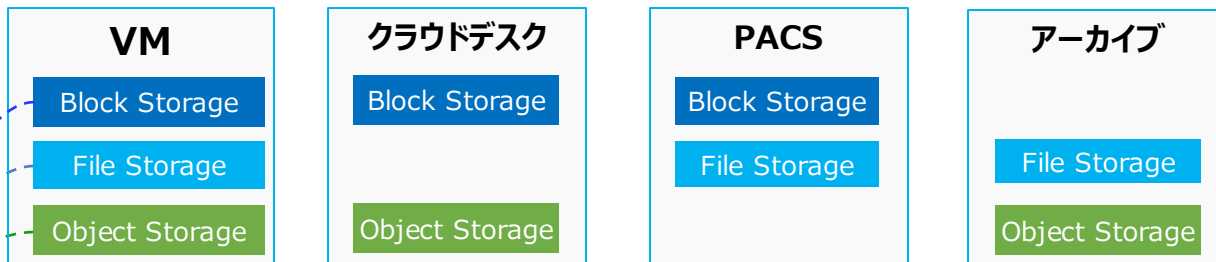 VM
Block Storage
File Storage
Object Storage
クラウドデスク
Block Storage
Object Storage
PACS
Block Storage
File Storage
アーカイブ
File Storage
Object Storage